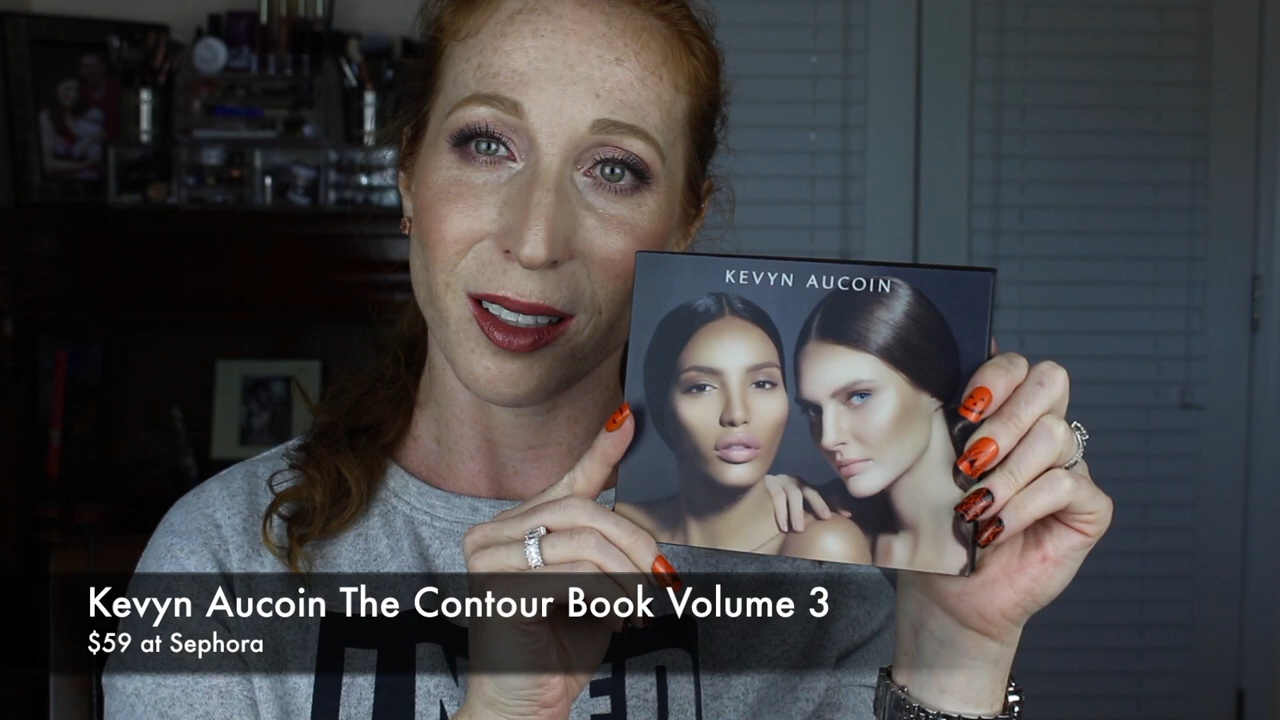 KEVYN AUCOIN
Kevyn Aucoin The Contour Book Volume 3
$59 at Sephora